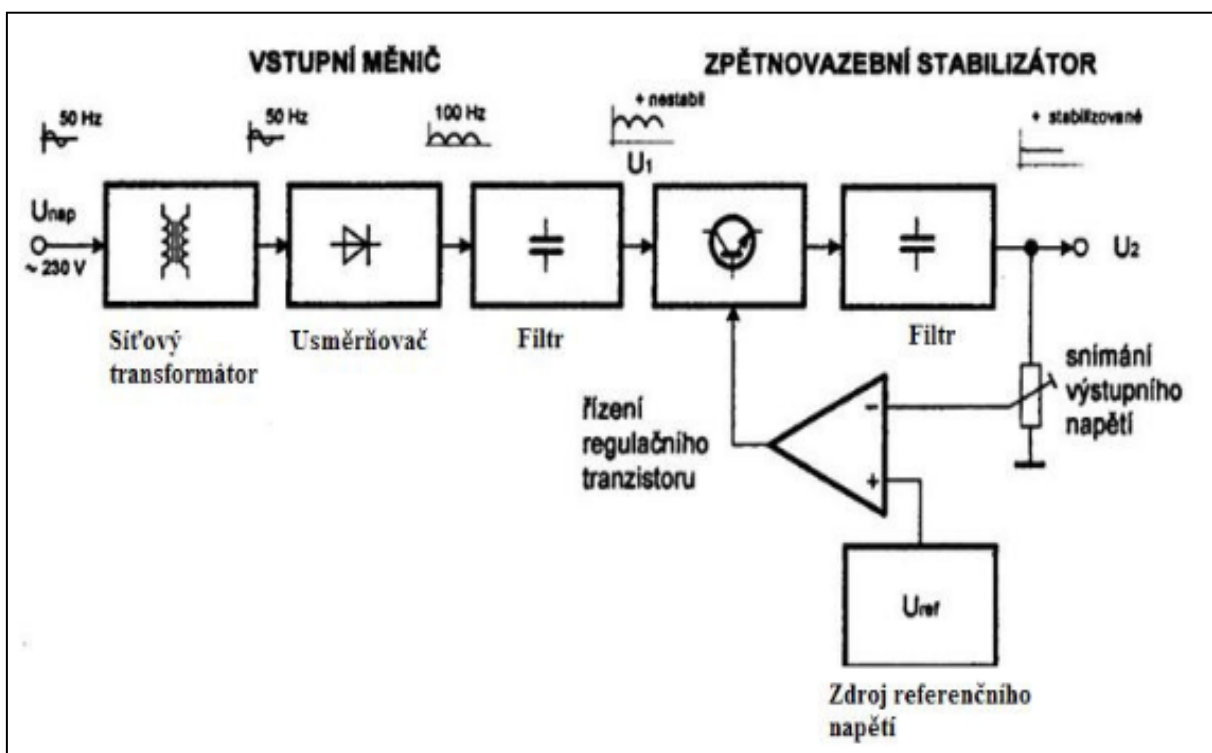 VSTUPNÍ MĚNIČ
ZPĚTNOVAZEBNÍ STABILIZÁTOR
50 Hz
50 Hz
100 Hz
+ nestabil
+ stabilizované
U1
Unap
~ 230 V
U2
Síťový
transformátor
Usměrňovač
Filtr
Filtr
snímání
výstupního
napětí
řízení
regulačního
tranzistoru
−
+
Uref
Zdroj referenčního
napětí